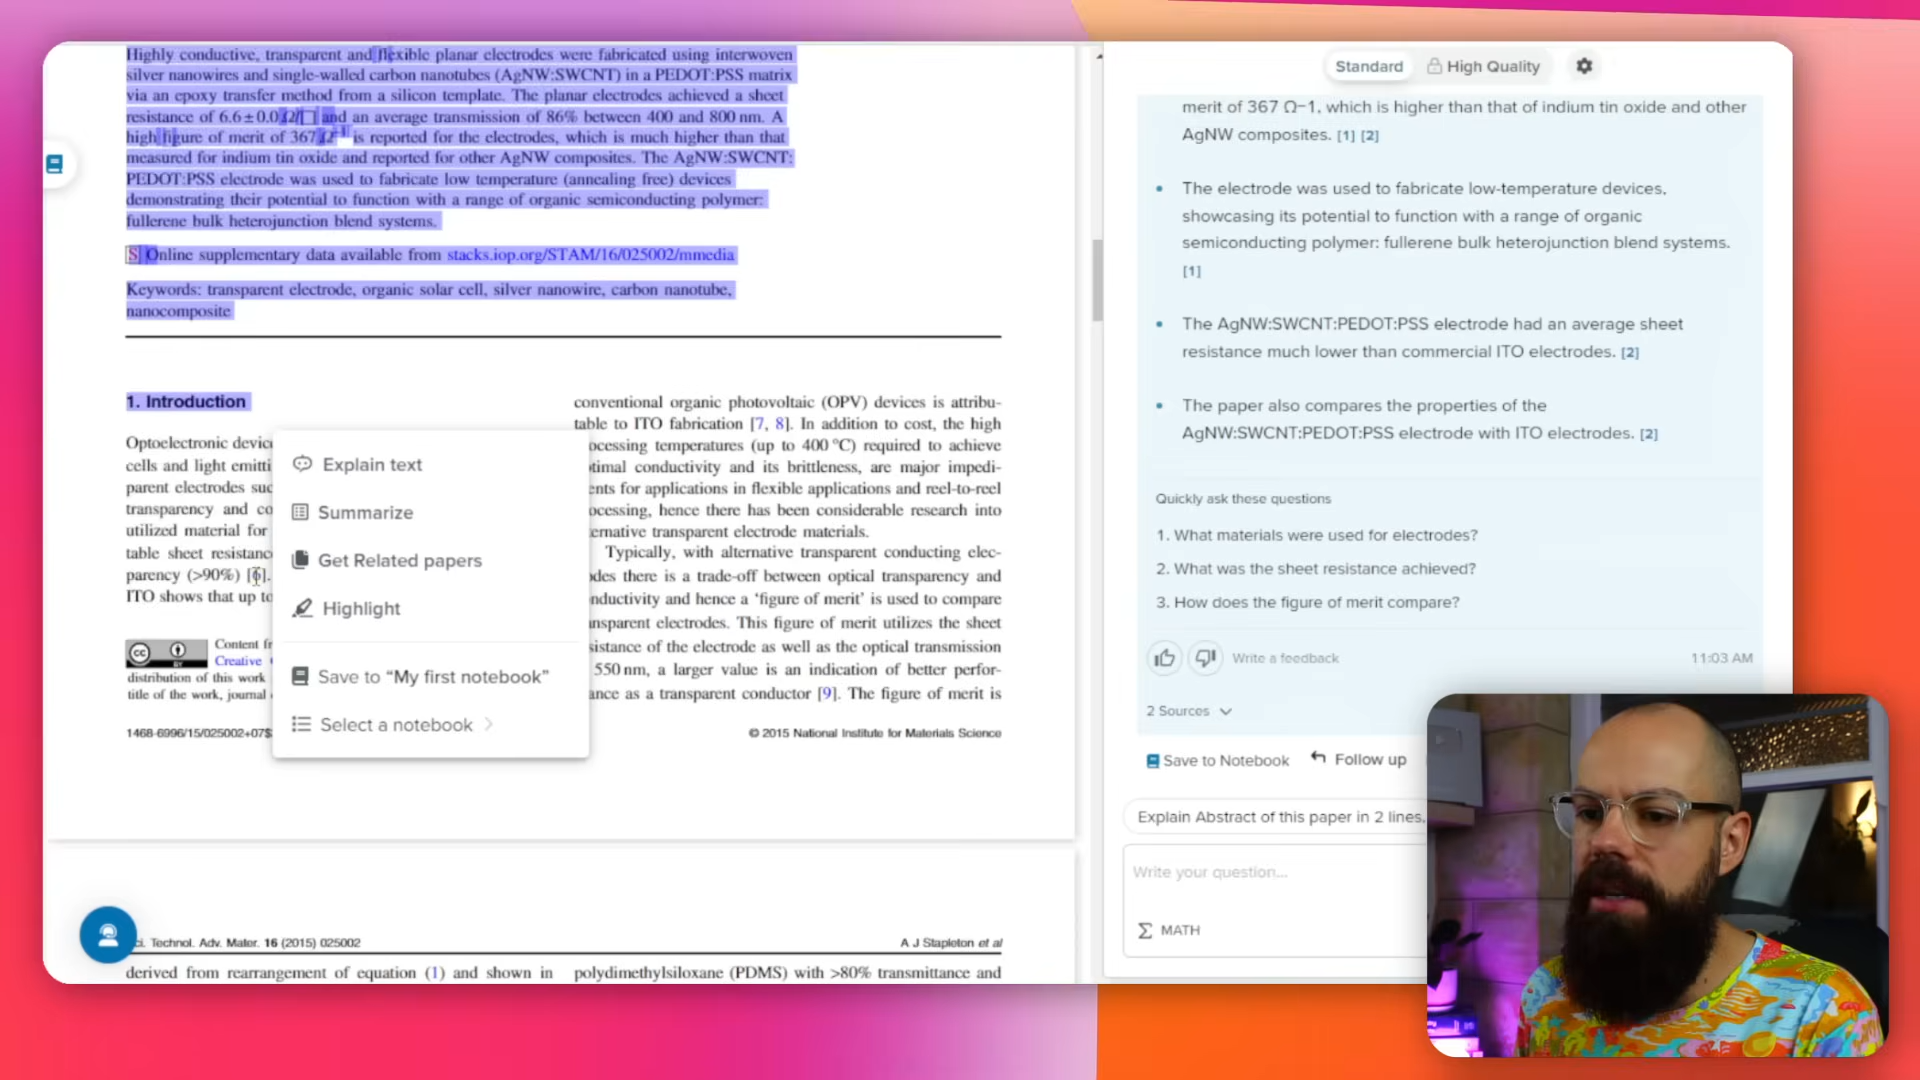 Highly conductive, transparent and flexible planar electrodes were fabricated using interwoven
silver nanowires and single-walled carbon nanotubes (AgNW:SWCNT) in a PEDOT:PSS matrix
via an epoxy transfer method from a silicon template. The planar electrodes achieved a sheet
resistance of 6.6±0.0 Ω/□ and an average transmission of 86% between 400 and 800 nm. A
high figure of merit of 367 Ω⁻¹ is reported for the electrodes, which is much higher than that
measured for indium tin oxide and reported for other AgNW composites. The AgNW:SWCNT:
PEDOT:PSS electrode was used to fabricate low temperature (annealing free) devices
demonstrating their potential to function with a range of organic semiconducting polymer:
fullerene bulk heterojunction blend systems.
S Online supplementary data available from stacks.iop.org/STAM/16/025002/mmedia
Keywords: transparent electrode, organic solar cell, silver nanowire, carbon nanotube,
nanocomposite
1. Introduction
Optoelectronic devic
cells and light emitti
parent electrodes suc
transparency and co
utilized material for
table sheet resistance
parency (>90%) [6].
ITO shows that up to
cc
BY
Content fr
Creative
distribution of this work
title of the work, journal
1468-6996/15/025002+07$
Explain text
Summarize
Get Related papers
Highlight
Save to “My first notebook”
Select a notebook
conventional organic photovoltaic (OPV) devices is attribu-
table to ITO fabrication [7, 8]. In addition to cost, the high
ocessing temperatures (up to 400 °C) required to achieve
timal conductivity and its brittleness, are major impedi-
ents for applications in flexible applications and reel-to-reel
ocessing, hence there has been considerable research into
ernative transparent electrode materials.
Typically, with alternative transparent conducting elec-
des there is a trade-off between optical transparency and
nductivity and hence a ‘figure of merit’ is used to compare
nsparent electrodes. This figure of merit utilizes the sheet
sistance of the electrode as well as the optical transmission
550 nm, a larger value is an indication of better perfor-
ance as a transparent conductor [9]. The figure of merit is
© 2015 National Institute for Materials Science
ci. Technol. Adv. Mater. 16 (2015) 025002
A J Stapleton et al
derived from rearrangement of equation (1) and shown in
polydimethylsiloxane (PDMS) with >80% transmittance and
Standard
High Quality
merit of 367 Ω−1, which is higher than that of indium tin oxide and other
AgNW composites. [1] [2]
• The electrode was used to fabricate low-temperature devices,
showcasing its potential to function with a range of organic
semiconducting polymer: fullerene bulk heterojunction blend systems.
[1]
• The AgNW:SWCNT:PEDOT:PSS electrode had an average sheet
resistance much lower than commercial ITO electrodes. [2]
• The paper also compares the properties of the
AgNW:SWCNT:PEDOT:PSS electrode with ITO electrodes. [2]
Quickly ask these questions
1. What materials were used for electrodes?
2. What was the sheet resistance achieved?
3. How does the figure of merit compare?
Write a feedback
11:03 AM
2 Sources
Save to Notebook
Follow up
Explain Abstract of this paper in 2 lines.
Write your question...
Σ MATH